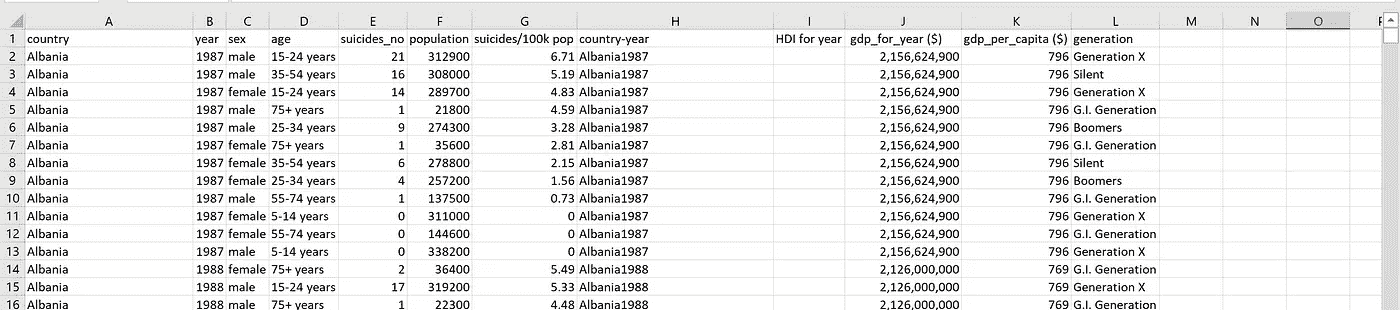 A B C D E F G H I J K L M N O
1 country year sex age suicides_no population suicides/100k pop country-year HDI for year gdp_for_year ($) gdp_per_capita ($) generation
2 Albania 1987 male 15-24 years 21 312900 6.71 Albania1987 2,156,624,900 796 Generation X
3 Albania 1987 male 35-54 years 16 308000 5.19 Albania1987 2,156,624,900 796 Silent
4 Albania 1987 female 15-24 years 14 289700 4.83 Albania1987 2,156,624,900 796 Generation X
5 Albania 1987 male 75+ years 1 21800 4.59 Albania1987 2,156,624,900 796 G.I. Generation
6 Albania 1987 male 25-34 years 9 274300 3.28 Albania1987 2,156,624,900 796 Boomers
7 Albania 1987 female 75+ years 1 35600 2.81 Albania1987 2,156,624,900 796 G.I. Generation
8 Albania 1987 female 35-54 years 6 278800 2.15 Albania1987 2,156,624,900 796 Silent
9 Albania 1987 female 25-34 years 4 257200 1.56 Albania1987 2,156,624,900 796 Boomers
10 Albania 1987 male 55-74 years 1 137500 0.73 Albania1987 2,156,624,900 796 G.I. Generation
11 Albania 1987 female 5-14 years 0 311000 0 Albania1987 2,156,624,900 796 Generation X
12 Albania 1987 female 55-74 years 0 144600 0 Albania1987 2,156,624,900 796 G.I. Generation
13 Albania 1987 male 5-14 years 0 338200 0 Albania1987 2,156,624,900 796 Generation X
14 Albania 1988 female 75+ years 2 36400 5.49 Albania1988 2,126,000,000 769 G.I. Generation
15 Albania 1988 male 15-24 years 17 319200 5.33 Albania1988 2,126,000,000 769 Generation X
16 Albania 1988 male 75+ years 1 22300 4.48 Albania1988 2,126,000,000 769 G.I. Generation